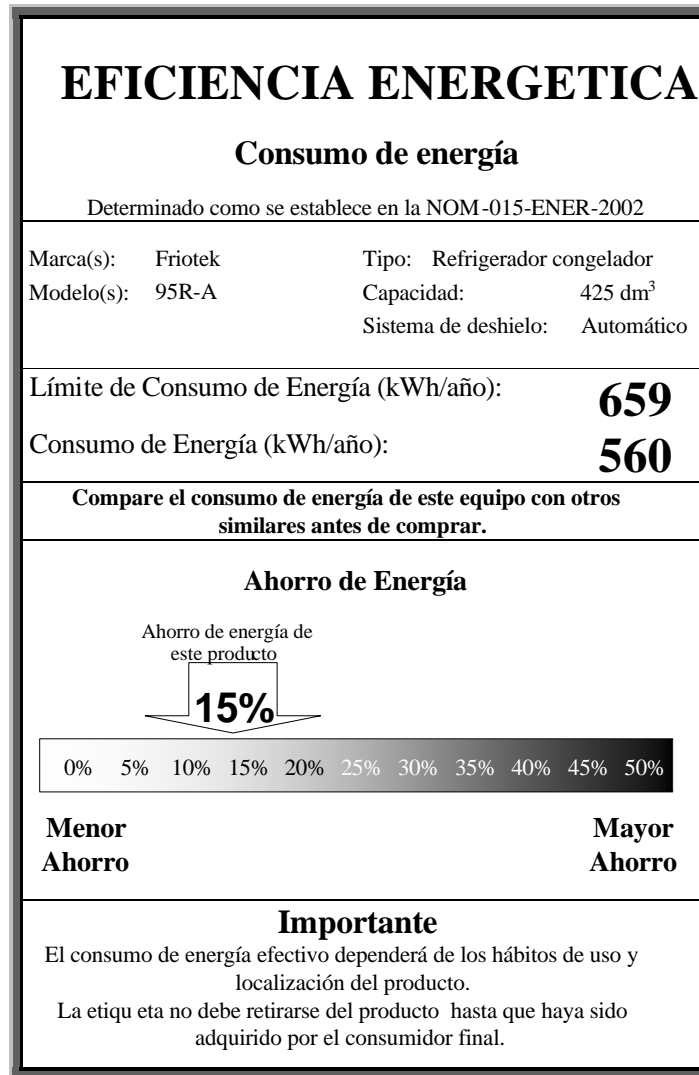 EFICIENCIA ENERGETICA
Consumo de energía
Determinado como se establece en la NOM-015-ENER-2002
Marca(s): Friotek Tipo: Refrigerador congelador
Modelo(s): 95R-A Capacidad: 425 dm³
Sistema de deshielo: Automático
Límite de Consumo de Energía (kWh/año): 659
Consumo de Energía (kWh/año): 560
Compare el consumo de energía de este equipo con otros
similares antes de comprar.
Ahorro de Energía
Ahorro de energía de
este producto
15%
0% 5% 10% 15% 20% 25% 30% 35% 40% 45% 50%
Menor Mayor
Ahorro Ahorro
Importante
El consumo de energía efectivo dependerá de los hábitos de uso y
localización del producto.
La etiqu eta no debe retirarse del producto hasta que haya sido
adquirido por el consumidor final.